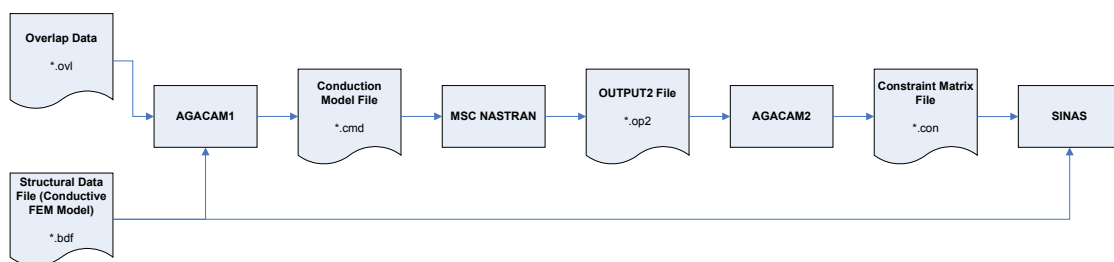 Overlap Data
*.ovl
AGACAM1
Conduction
Model File
*.cmd
MSC NASTRAN
OUTPUT2 File
*.op2
AGACAM2
Constraint Matrix
File
*.con
SINAS
Structural Data
File (Conductive
FEM Model)
*.bdf